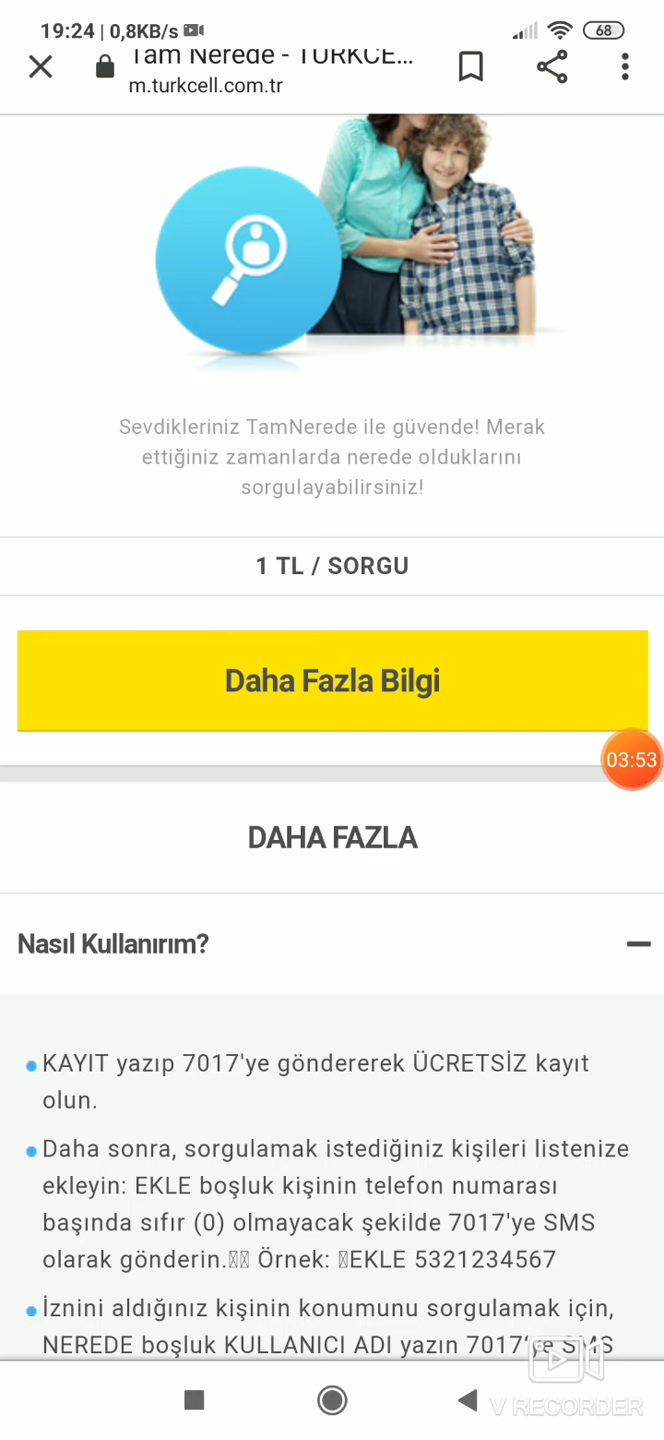 19:24 | 0,8KB/s
68
Tam Nerede - TURKCE...
m.turkcell.com.tr
Sevdikleriniz TamNerede ile güvende! Merak
ettiğiniz zamanlarda nerede olduklarını
sorgulayabilirsiniz!
1 TL / SORGU
Daha Fazla Bilgi
03:53
DAHA FAZLA
Nasıl Kullanırım?
KAYIT yazıp 7017'ye göndererek ÜCRETSİZ kayıt
olun.
Daha sonra, sorgulamak istediğiniz kişileri listenize
ekleyin: EKLE boşluk kişinin telefon numarası
başında sıfır (0) olmayacak şekilde 7017'ye SMS
olarak gönderin. Örnek: EKLE 5321234567
İznini aldığınız kişinin konumunu sorgulamak için,
NEREDE boşluk KULLANICI ADI yazın 7017'ye SMS
V RECORDER